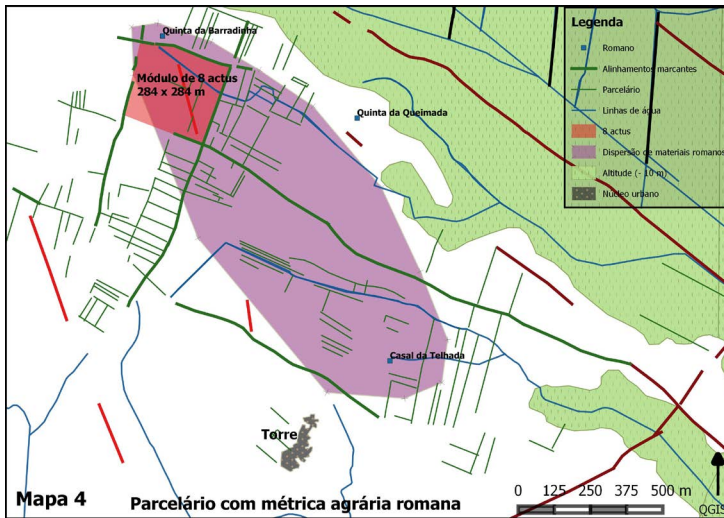 Quinta da Barradinha
Módulo de 8 actus
284 x 284 m
Quinta da Queimada
Casal da Telhada
Torre
Legenda
Romano
Alinhamentos marcantes
Parcelário
Linhas de água
8 actus
Dispersão de materiais romanos
Altitude (- 10 m)
Núcleo urbano
Mapa 4
Parcelário com métrica agrária romana
0 125 250 375 500 m
QGIS